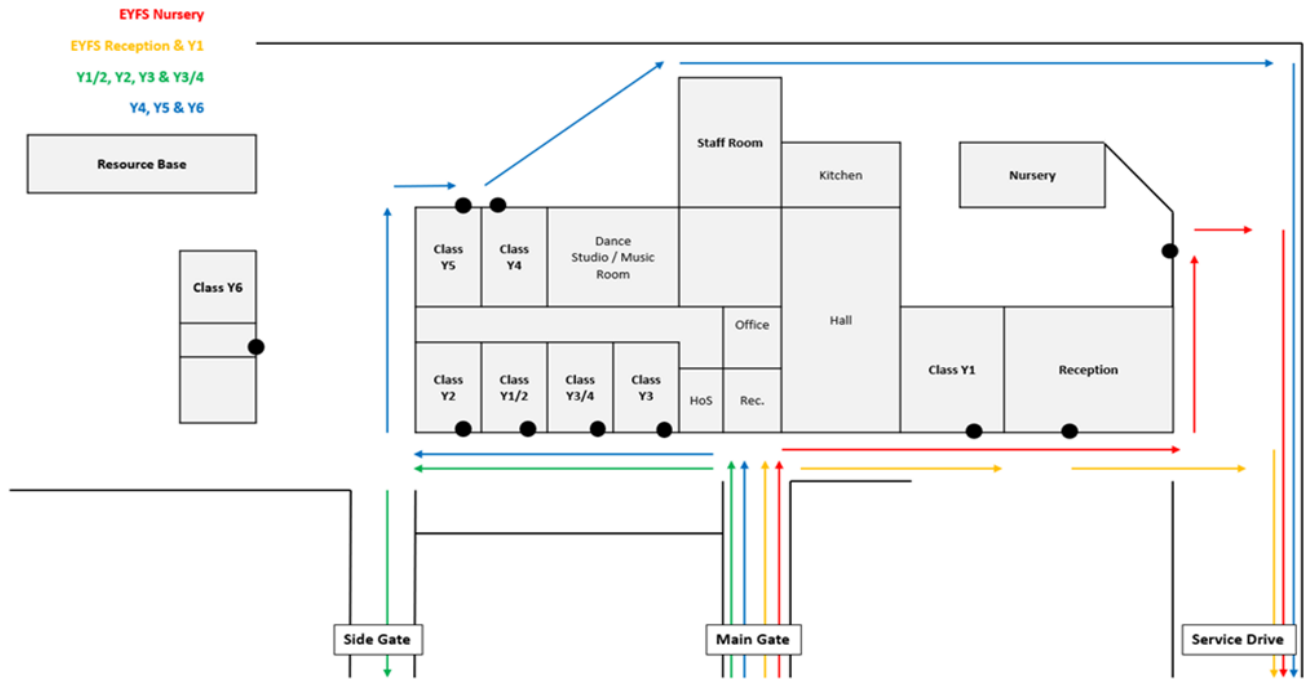 EYFS Nursery
EYFS Reception & Y1
Y1/2, Y2, Y3 & Y3/4
Y4, Y5 & Y6
Resource Base
Staff Room
Kitchen
Nursery
Class
Y5
Class
Y4
Dance
Studio / Music
Room
Class Y6
Office
Hall
Class Y1
Reception
Class
Y2
Class
Y1/2
Class
Y3/4
Class
Y3
HoS
Rec.
Side Gate
Main Gate
Service Drive